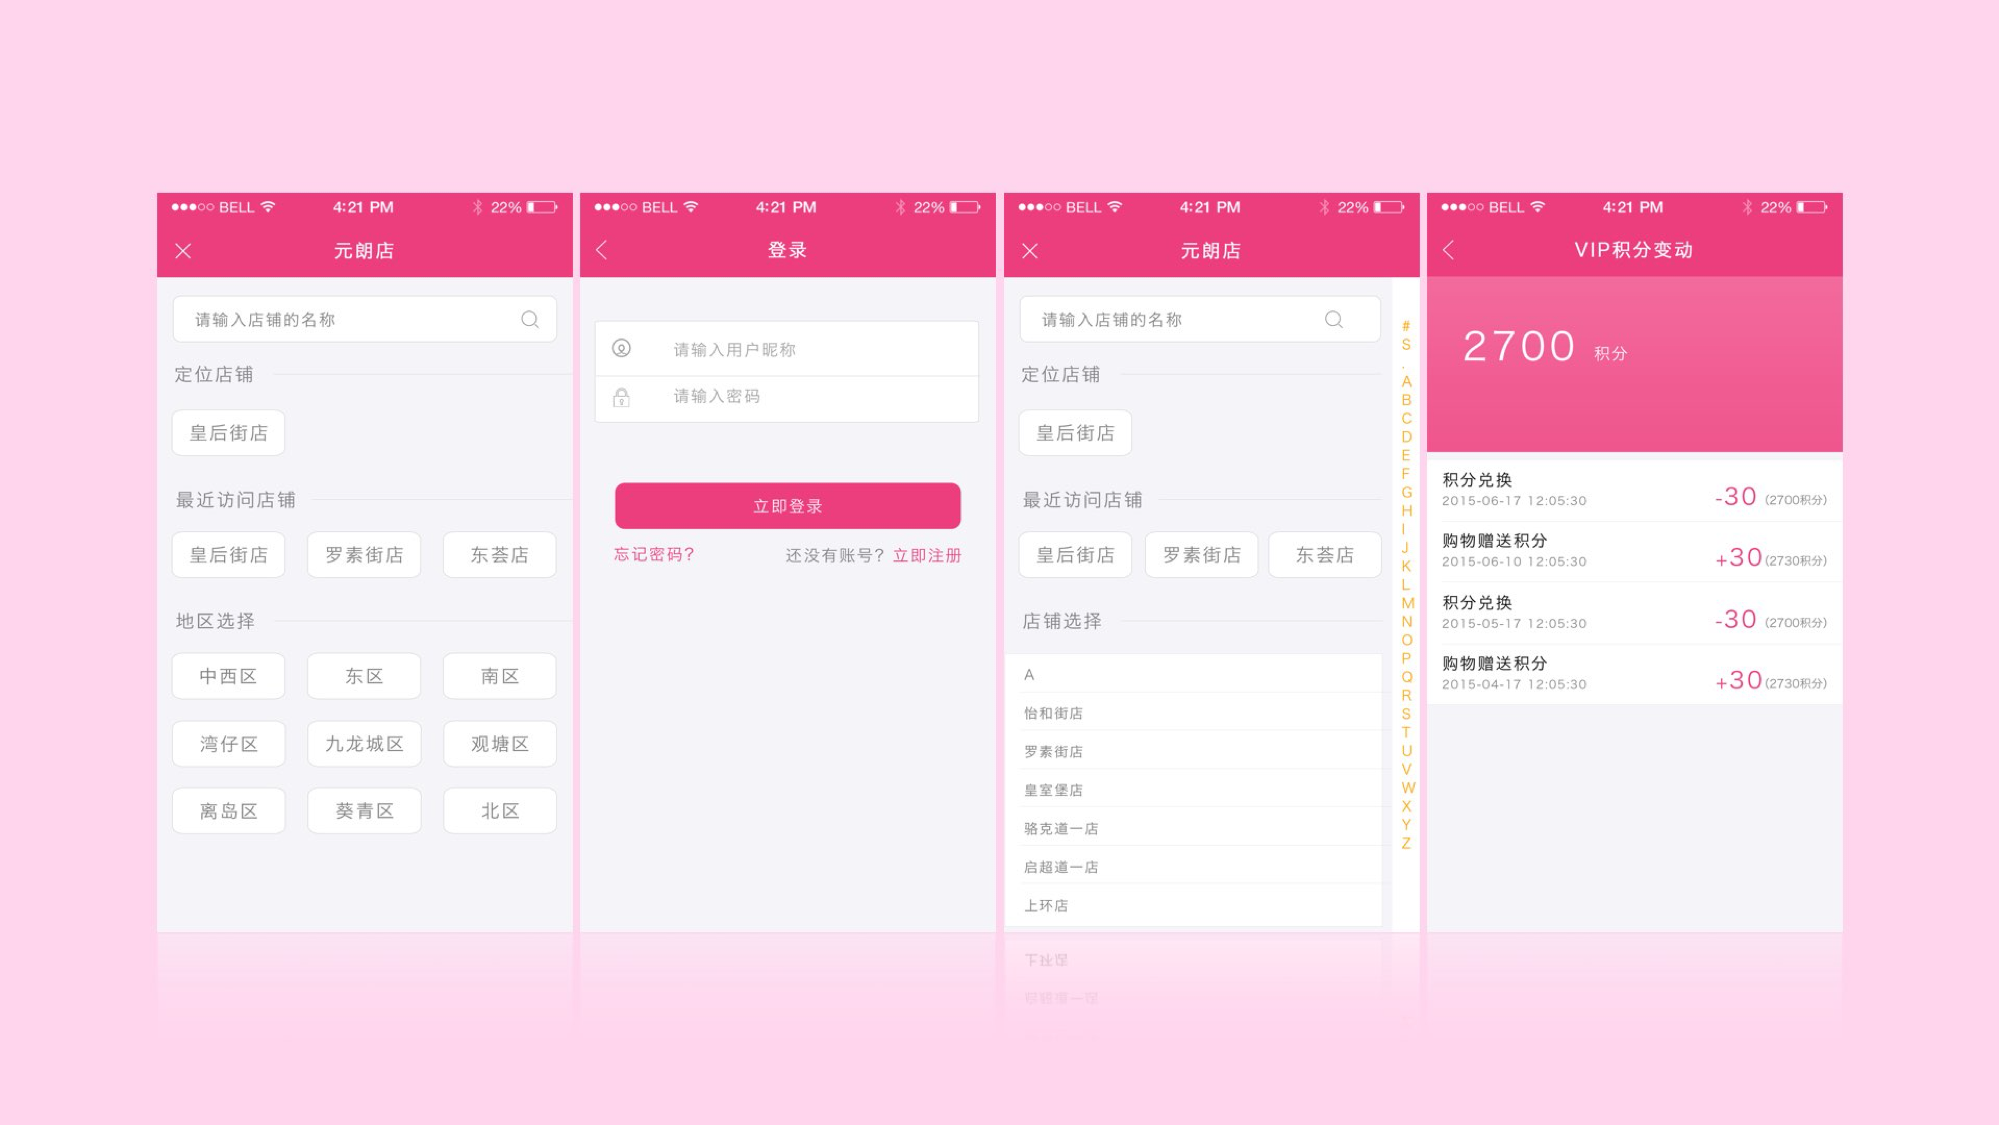 BELL 4:21 PM 22%
元朗店
请输入店铺的名称
定位店铺
皇后街店
最近访问店铺
皇后街店 罗素街店 东荟店
地区选择
中西区 东区 南区
湾仔区 九龙城区 观塘区
离岛区 葵青区 北区
BELL 4:21 PM 22%
登录
请输入用户昵称
请输入密码
立即登录
忘记密码? 还没有账号? 立即注册
BELL 4:21 PM 22%
元朗店
请输入店铺的名称
定位店铺
皇后街店
最近访问店铺
皇后街店 罗素街店 东荟店
店铺选择
A
怡和街店
罗素街店
皇室堡店
骆克道一店
启超道一店
上环店
#
S
.
A
B
C
D
E
F
G
H
I
J
K
L
M
N
O
P
Q
R
S
T
U
V
W
X
Y
Z
BELL 4:21 PM 22%
VIP积分变动
2700 积分
积分兑换
2015-06-17 12:05:30 -30 (2700积分)
购物赠送积分
2015-06-10 12:05:30 +30 (2730积分)
积分兑换
2015-05-17 12:05:30 -30 (2700积分)
购物赠送积分
2015-04-17 12:05:30 +30 (2730积分)